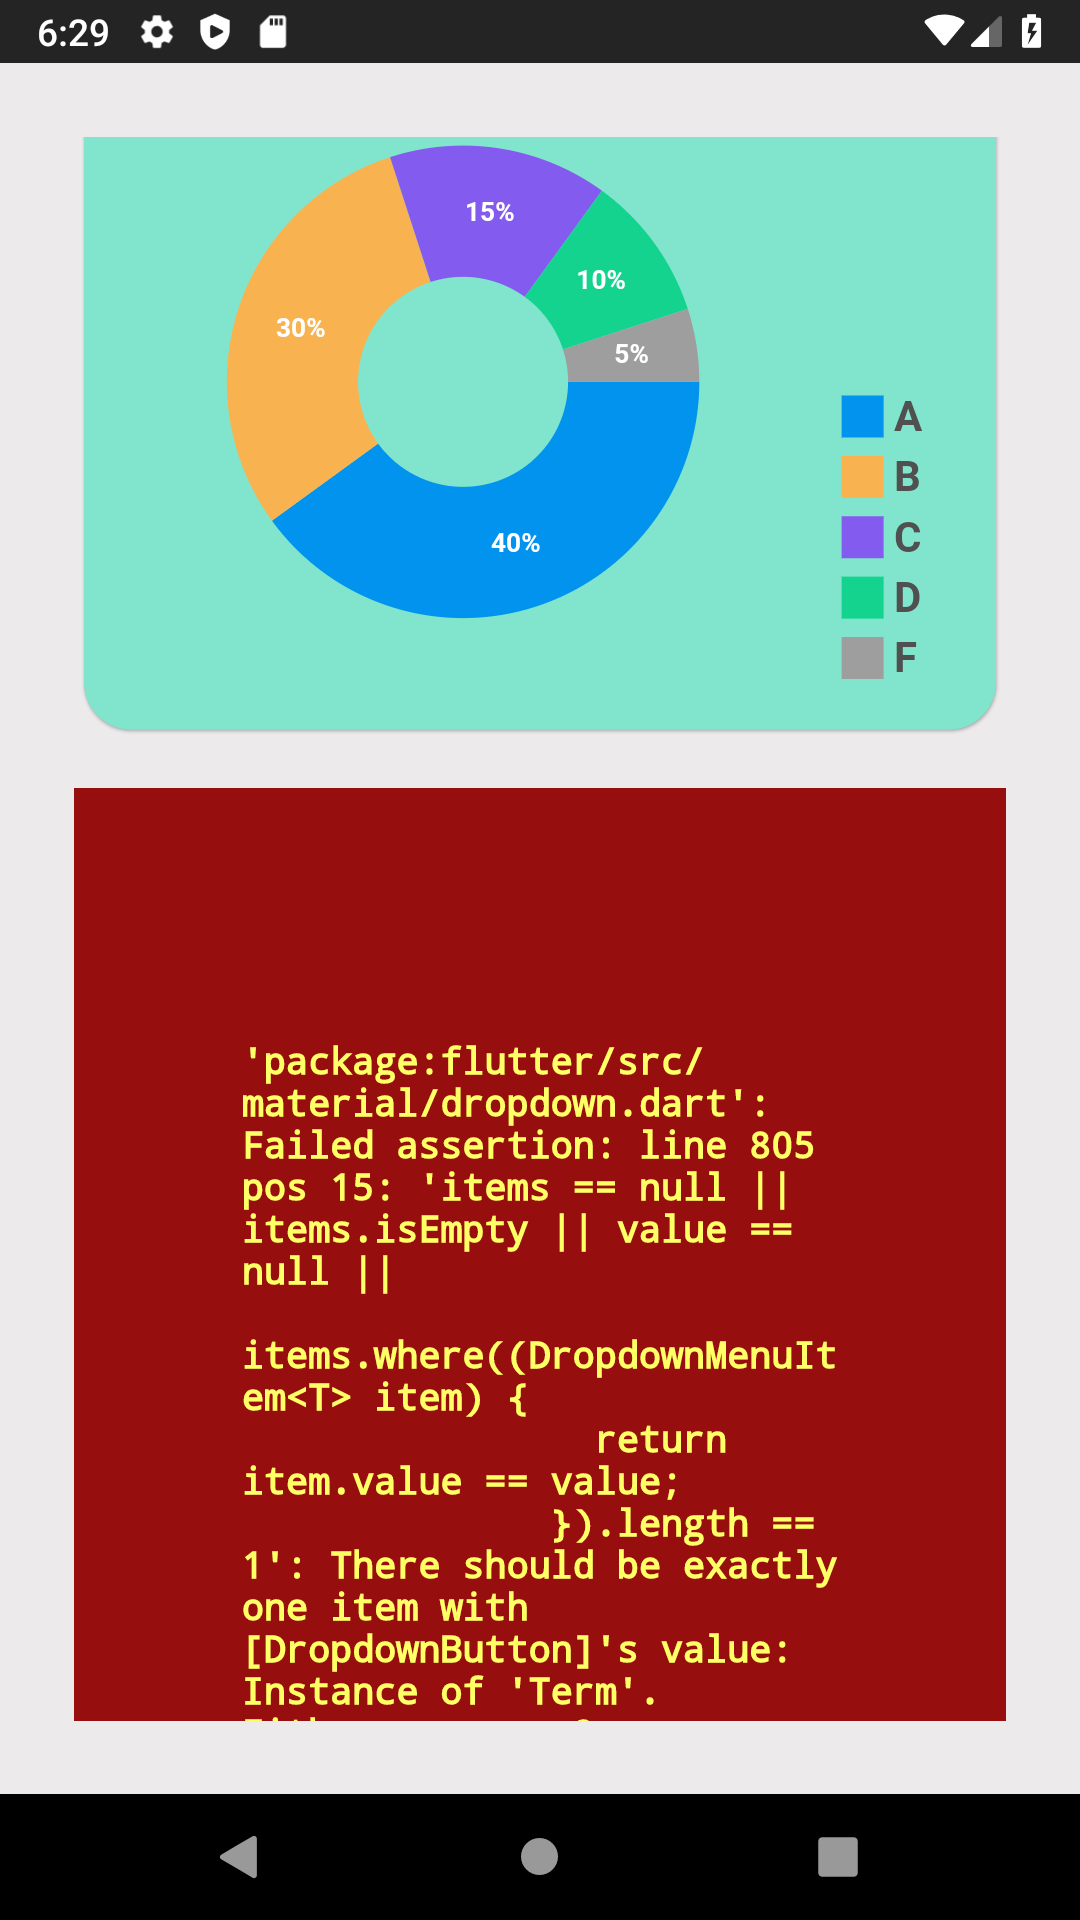 6:29
15%
10%
30%
5%
40%
A
B
C
D
F
'package:flutter/src/
material/dropdown.dart':
Failed assertion: line 805
pos 15: 'items == null ||
items.isEmpty || value ==
null ||
items.where((DropdownMenuIt
em<T> item) {
return
item.value == value;
}).length ==
1': There should be exactly
one item with
[DropdownButton]'s value:
Instance of 'Term'.